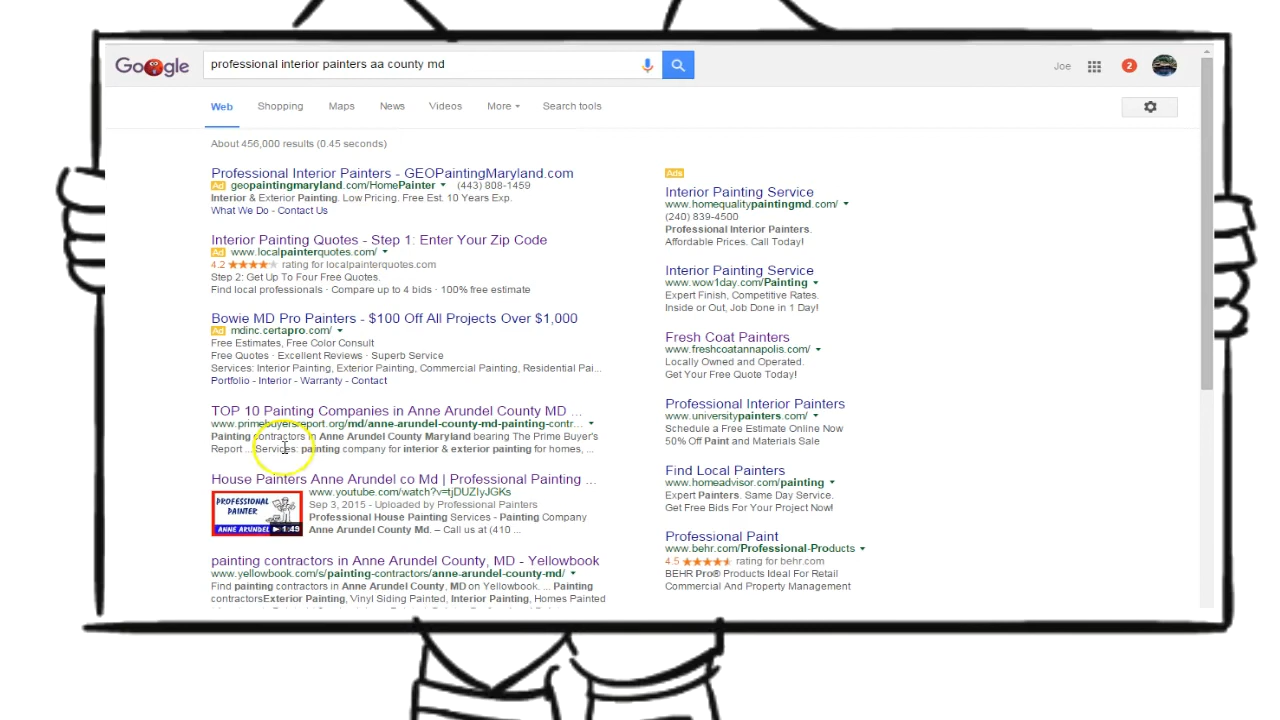 Google
professional interior painters aa county md
Joe
2
Web Shopping Maps News Videos More Search tools
About 456,000 results (0.45 seconds)
Professional Interior Painters - GEOPaintingMaryland.com
Ad geopaintingmaryland.com/HomePainter (443) 808-1459
Interior & Exterior Painting. Low Pricing. Free Est. 10 Years Exp.
What We Do - Contact Us
Interior Painting Quotes - Step 1: Enter Your Zip Code
Ad www.localpainterquotes.com/
4.2 ★★★★★ rating for localpainterquotes.com
Step 2: Get Up To Four Free Quotes.
Find local professionals · Compare up to 4 bids · 100% free estimate
Bowie MD Pro Painters - $100 Off All Projects Over $1,000
Ad mdinc.certapro.com/
Free Estimates, Free Color Consult
Free Quotes · Excellent Reviews · Superb Service
Services: Interior Painting, Exterior Painting, Commercial Painting, Residential Pai...
Portfolio - Interior - Warranty - Contact
TOP 10 Painting Companies in Anne Arundel County MD ...
www.primebuyersreport.org/md/anne-arundel-county-md-painting-contr...
Painting contractors in Anne Arundel County Maryland bearing The Prime Buyer's
Report ... Services: painting company for interior & exterior painting for homes, ...
House Painters Anne Arundel co Md | Professional Painting ...
www.youtube.com/watch?v=tjDUZIyJGKs
Sep 3, 2015 - Uploaded by Professional Painters
Professional House Painting Services - Painting Company
Anne Arundel County Md. – Call us at (410 ...
PROFESSIONAL
PAINTER
ANNE ARUNDEL
1:49
painting contractors in Anne Arundel County, MD - Yellowbook
www.yellowbook.com/s/painting-contractors/anne-arundel-county-md/
Find painting contractors in Anne Arundel County, MD on Yellowbook. ... Painting
contractorsExterior Painting, Vinyl Siding Painted, Interior Painting, Homes Painted
Ads
Interior Painting Service
www.homequalitypaintingmd.com/
(240) 839-4500
Professional Interior Painters.
Affordable Prices. Call Today!
Interior Painting Service
www.wow1day.com/Painting
Expert Finish, Competitive Rates.
Inside or Out, Job Done in 1 Day!
Fresh Coat Painters
www.freshcoatannapolis.com/
Locally Owned and Operated.
Get Your Free Quote Today!
Professional Interior Painters
www.universitypainters.com/
Schedule a Free Estimate Online Now
50% Off Paint and Materials Sale
Find Local Painters
www.homeadvisor.com/painting
Expert Painters. Same Day Service.
Get Free Bids For Your Project Now!
Professional Paint
www.behr.com/Professional-Products
4.5 ★★★★★ rating for behr.com
BEHR Pro® Products Ideal For Retail
Commercial And Property Management